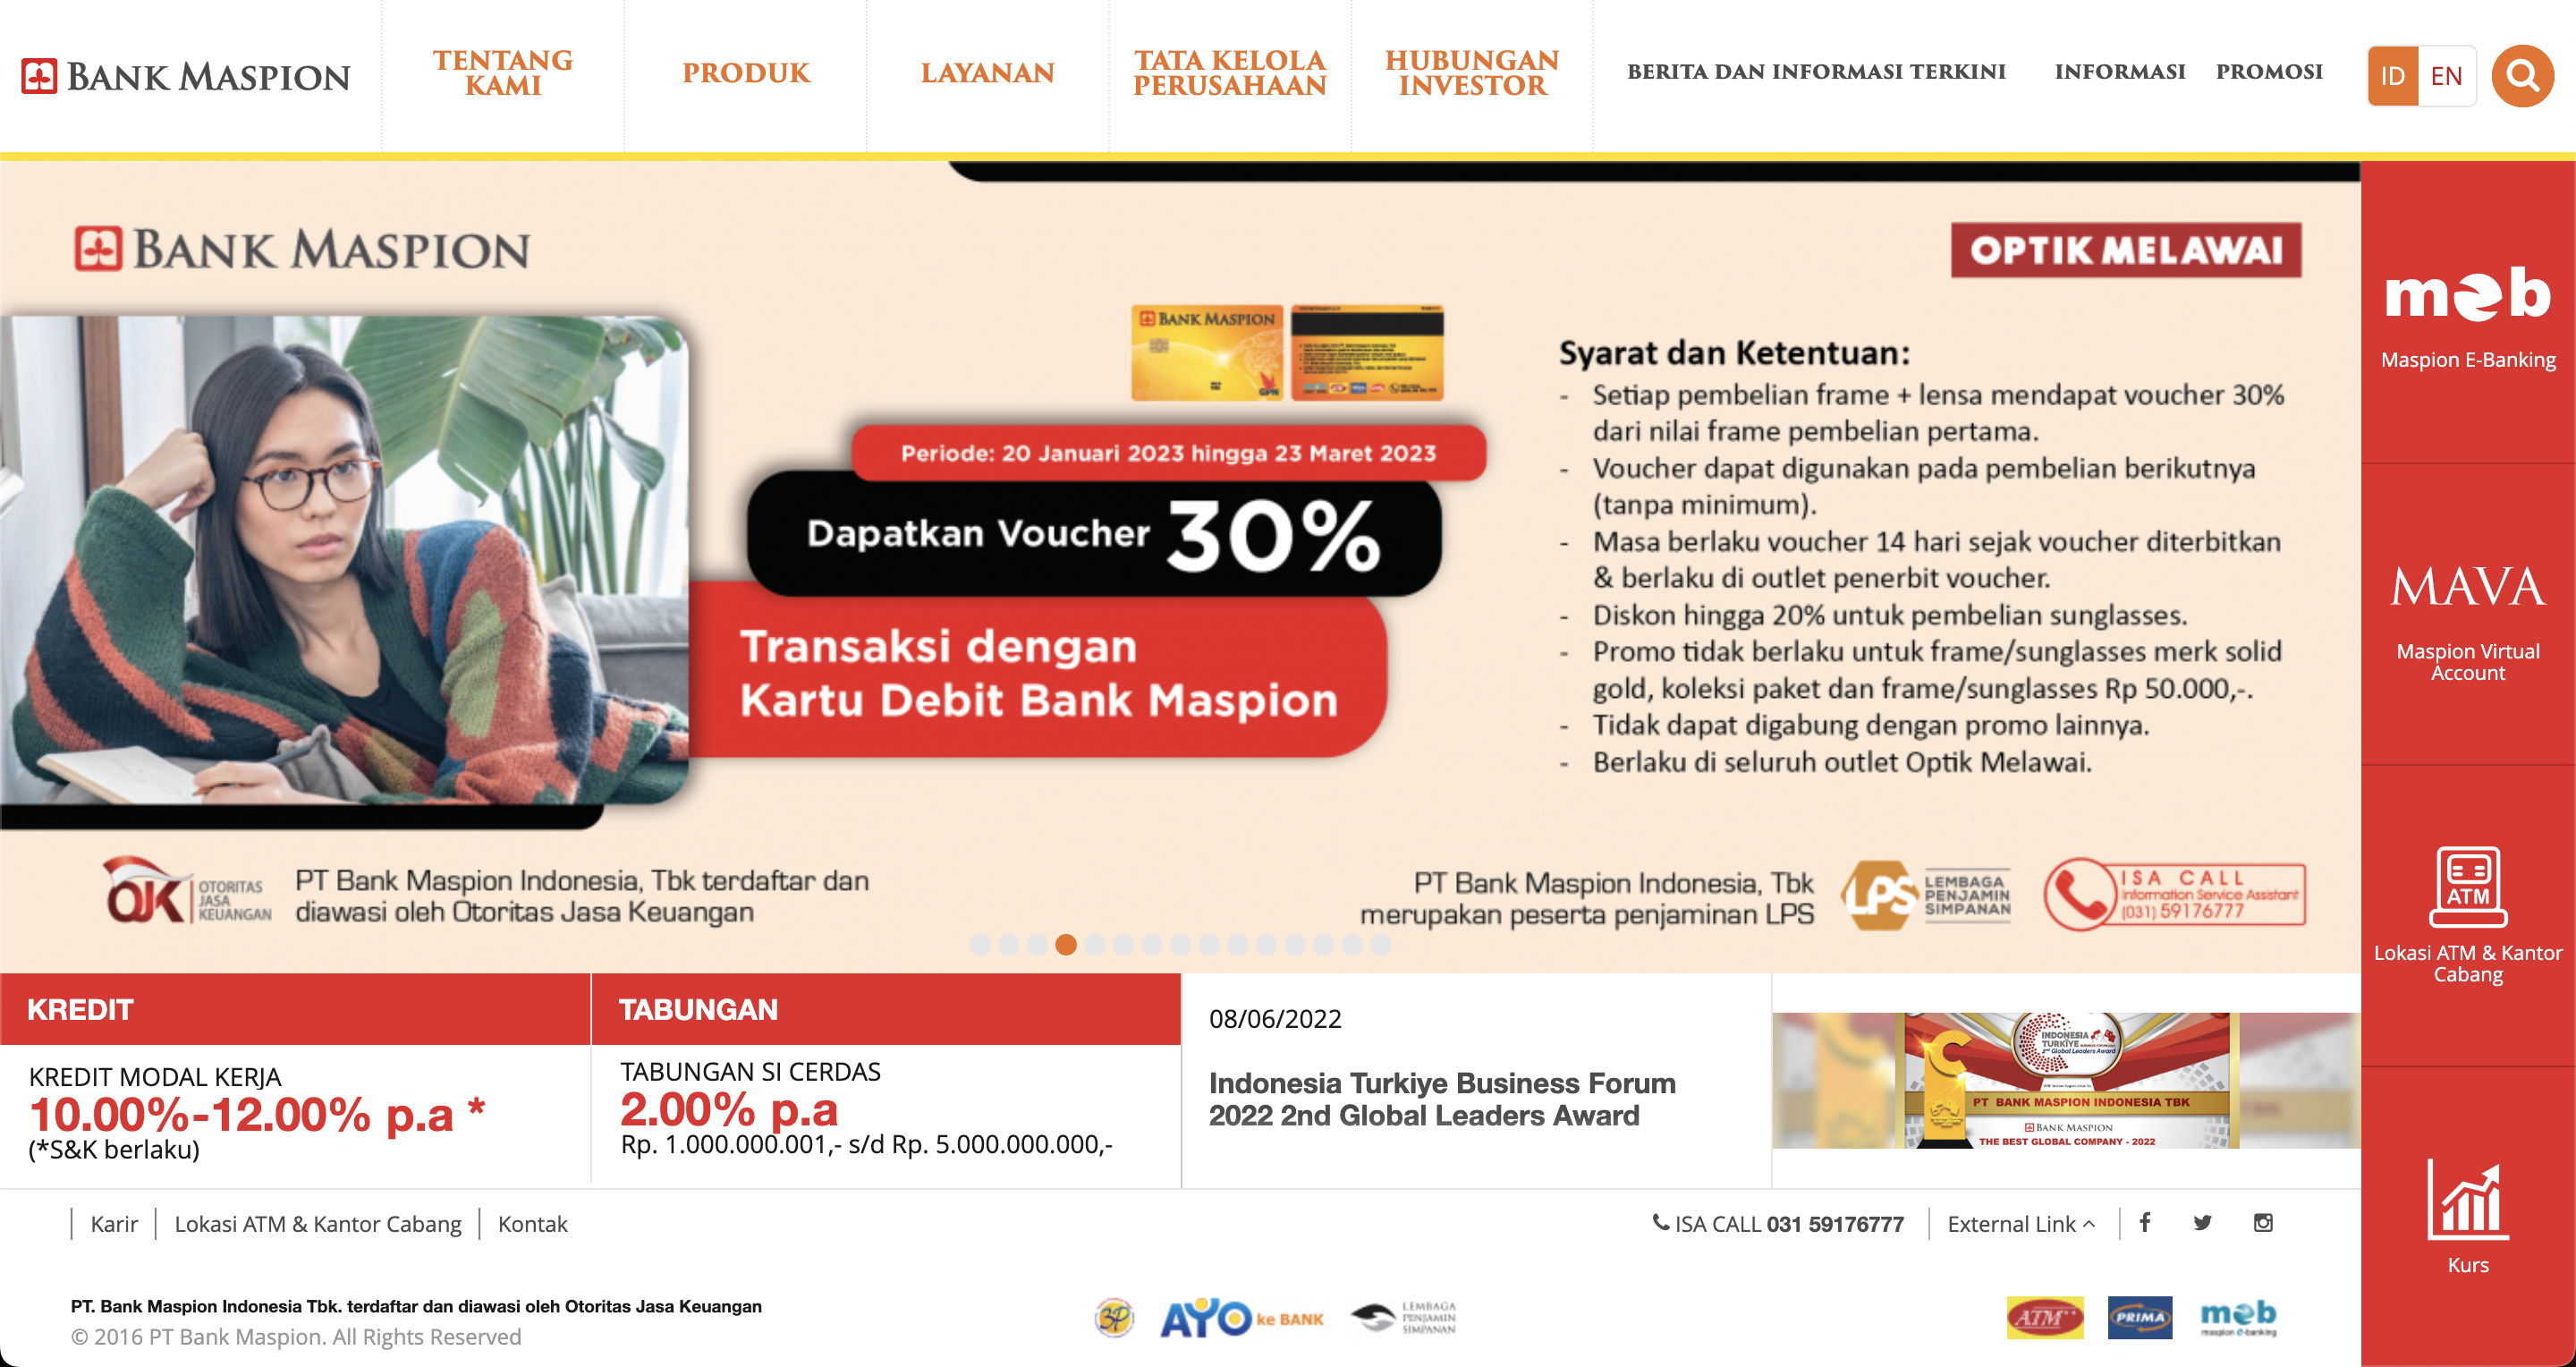 BANK MASPION
TENTANG
KAMI
PRODUK
LAYANAN
TATA KELOLA
PERUSAHAAN
HUBUNGAN
INVESTOR
BERITA DAN INFORMASI TERKINI
INFORMASI
PROMOSI
ID EN
BANK MASPION
OPTIK MELAWAI
BANK MASPION
Periode: 20 Januari 2023 hingga 23 Maret 2023
Dapatkan Voucher 30%
Transaksi dengan
Kartu Debit Bank Maspion
Syarat dan Ketentuan:
- Setiap pembelian frame + lensa mendapat voucher 30%
dari nilai frame pembelian pertama.
- Voucher dapat digunakan pada pembelian berikutnya
(tanpa minimum).
- Masa berlaku voucher 14 hari sejak voucher diterbitkan
& berlaku di outlet penerbit voucher.
- Diskon hingga 20% untuk pembelian sunglasses.
- Promo tidak berlaku untuk frame/sunglasses merk solid
gold, koleksi paket dan frame/sunglasses Rp 50.000,-.
- Tidak dapat digabung dengan promo lainnya.
- Berlaku di seluruh outlet Optik Melawai.
OJK
OTORITAS
JASA
KEUANGAN
PT Bank Maspion Indonesia, Tbk terdaftar dan
diawasi oleh Otoritas Jasa Keuangan
PT Bank Maspion Indonesia, Tbk
merupakan peserta penjaminan LPS
LPS
LEMBAGA
PENJAMIN
SIMPANAN
ISA CALL
Information Service Assistant
(031) 59176777
meb
Maspion E-Banking
MAVA
Maspion Virtual
Account
ATM
Lokasi ATM & Kantor
Cabang
Kurs
KREDIT
KREDIT MODAL KERJA
10.00%-12.00% p.a *
(*S&K berlaku)
TABUNGAN
TABUNGAN SI CERDAS
2.00% p.a
Rp. 1.000.000.001,- s/d Rp. 5.000.000.000,-
08/06/2022
Indonesia Turkiye Business Forum
2022 2nd Global Leaders Award
INDONESIA
TURKIYE
2nd Global Leaders Award
PT BANK MASPION INDONESIA TBK
BANK MASPION
THE BEST GLOBAL COMPANY - 2022
Karir
Lokasi ATM & Kantor Cabang
Kontak
ISA CALL 031 59176777
External Link
PT. Bank Maspion Indonesia Tbk. terdaftar dan diawasi oleh Otoritas Jasa Keuangan
© 2016 PT Bank Maspion. All Rights Reserved
3P
AYO ke BANK
LEMBAGA
PENJAMIN
SIMPANAN
ATM
PRIMA
meb
maspion e-banking